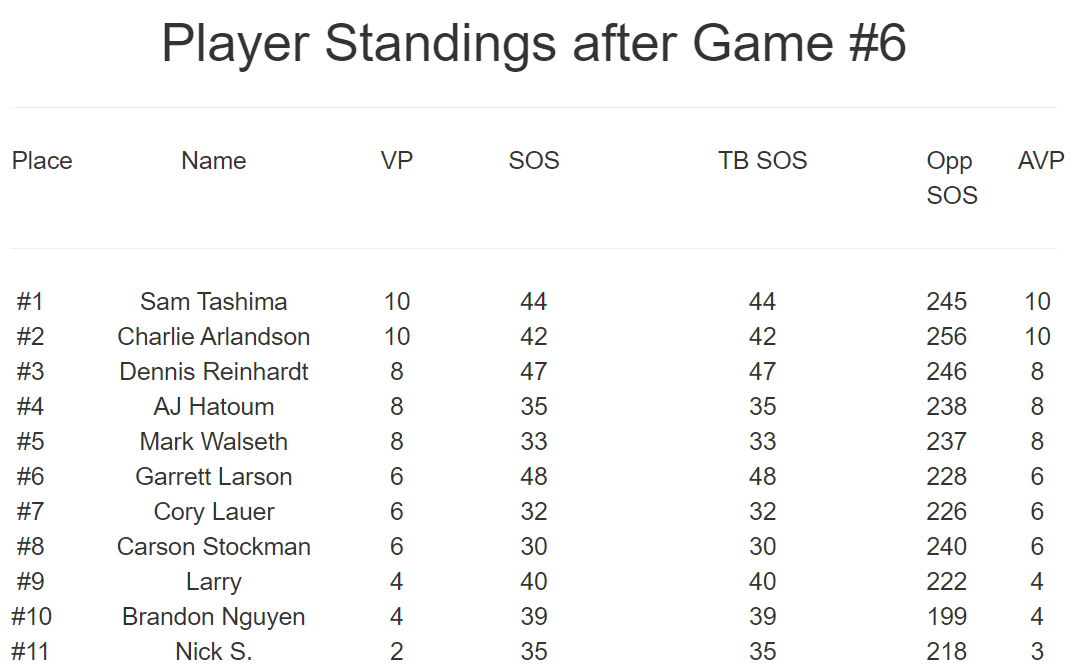 Player Standings after Game #6
Place Name VP SOS TB SOS Opp SOS AVP
#1 Sam Tashima 10 44 44 245 10
#2 Charlie Arlandson 10 42 42 256 10
#3 Dennis Reinhardt 8 47 47 246 8
#4 AJ Hatoum 8 35 35 238 8
#5 Mark Walseth 8 33 33 237 8
#6 Garrett Larson 6 48 48 228 6
#7 Cory Lauer 6 32 32 226 6
#8 Carson Stockman 6 30 30 240 6
#9 Larry 4 40 40 222 4
#10 Brandon Nguyen 4 39 39 199 4
#11 Nick S. 2 35 35 218 3